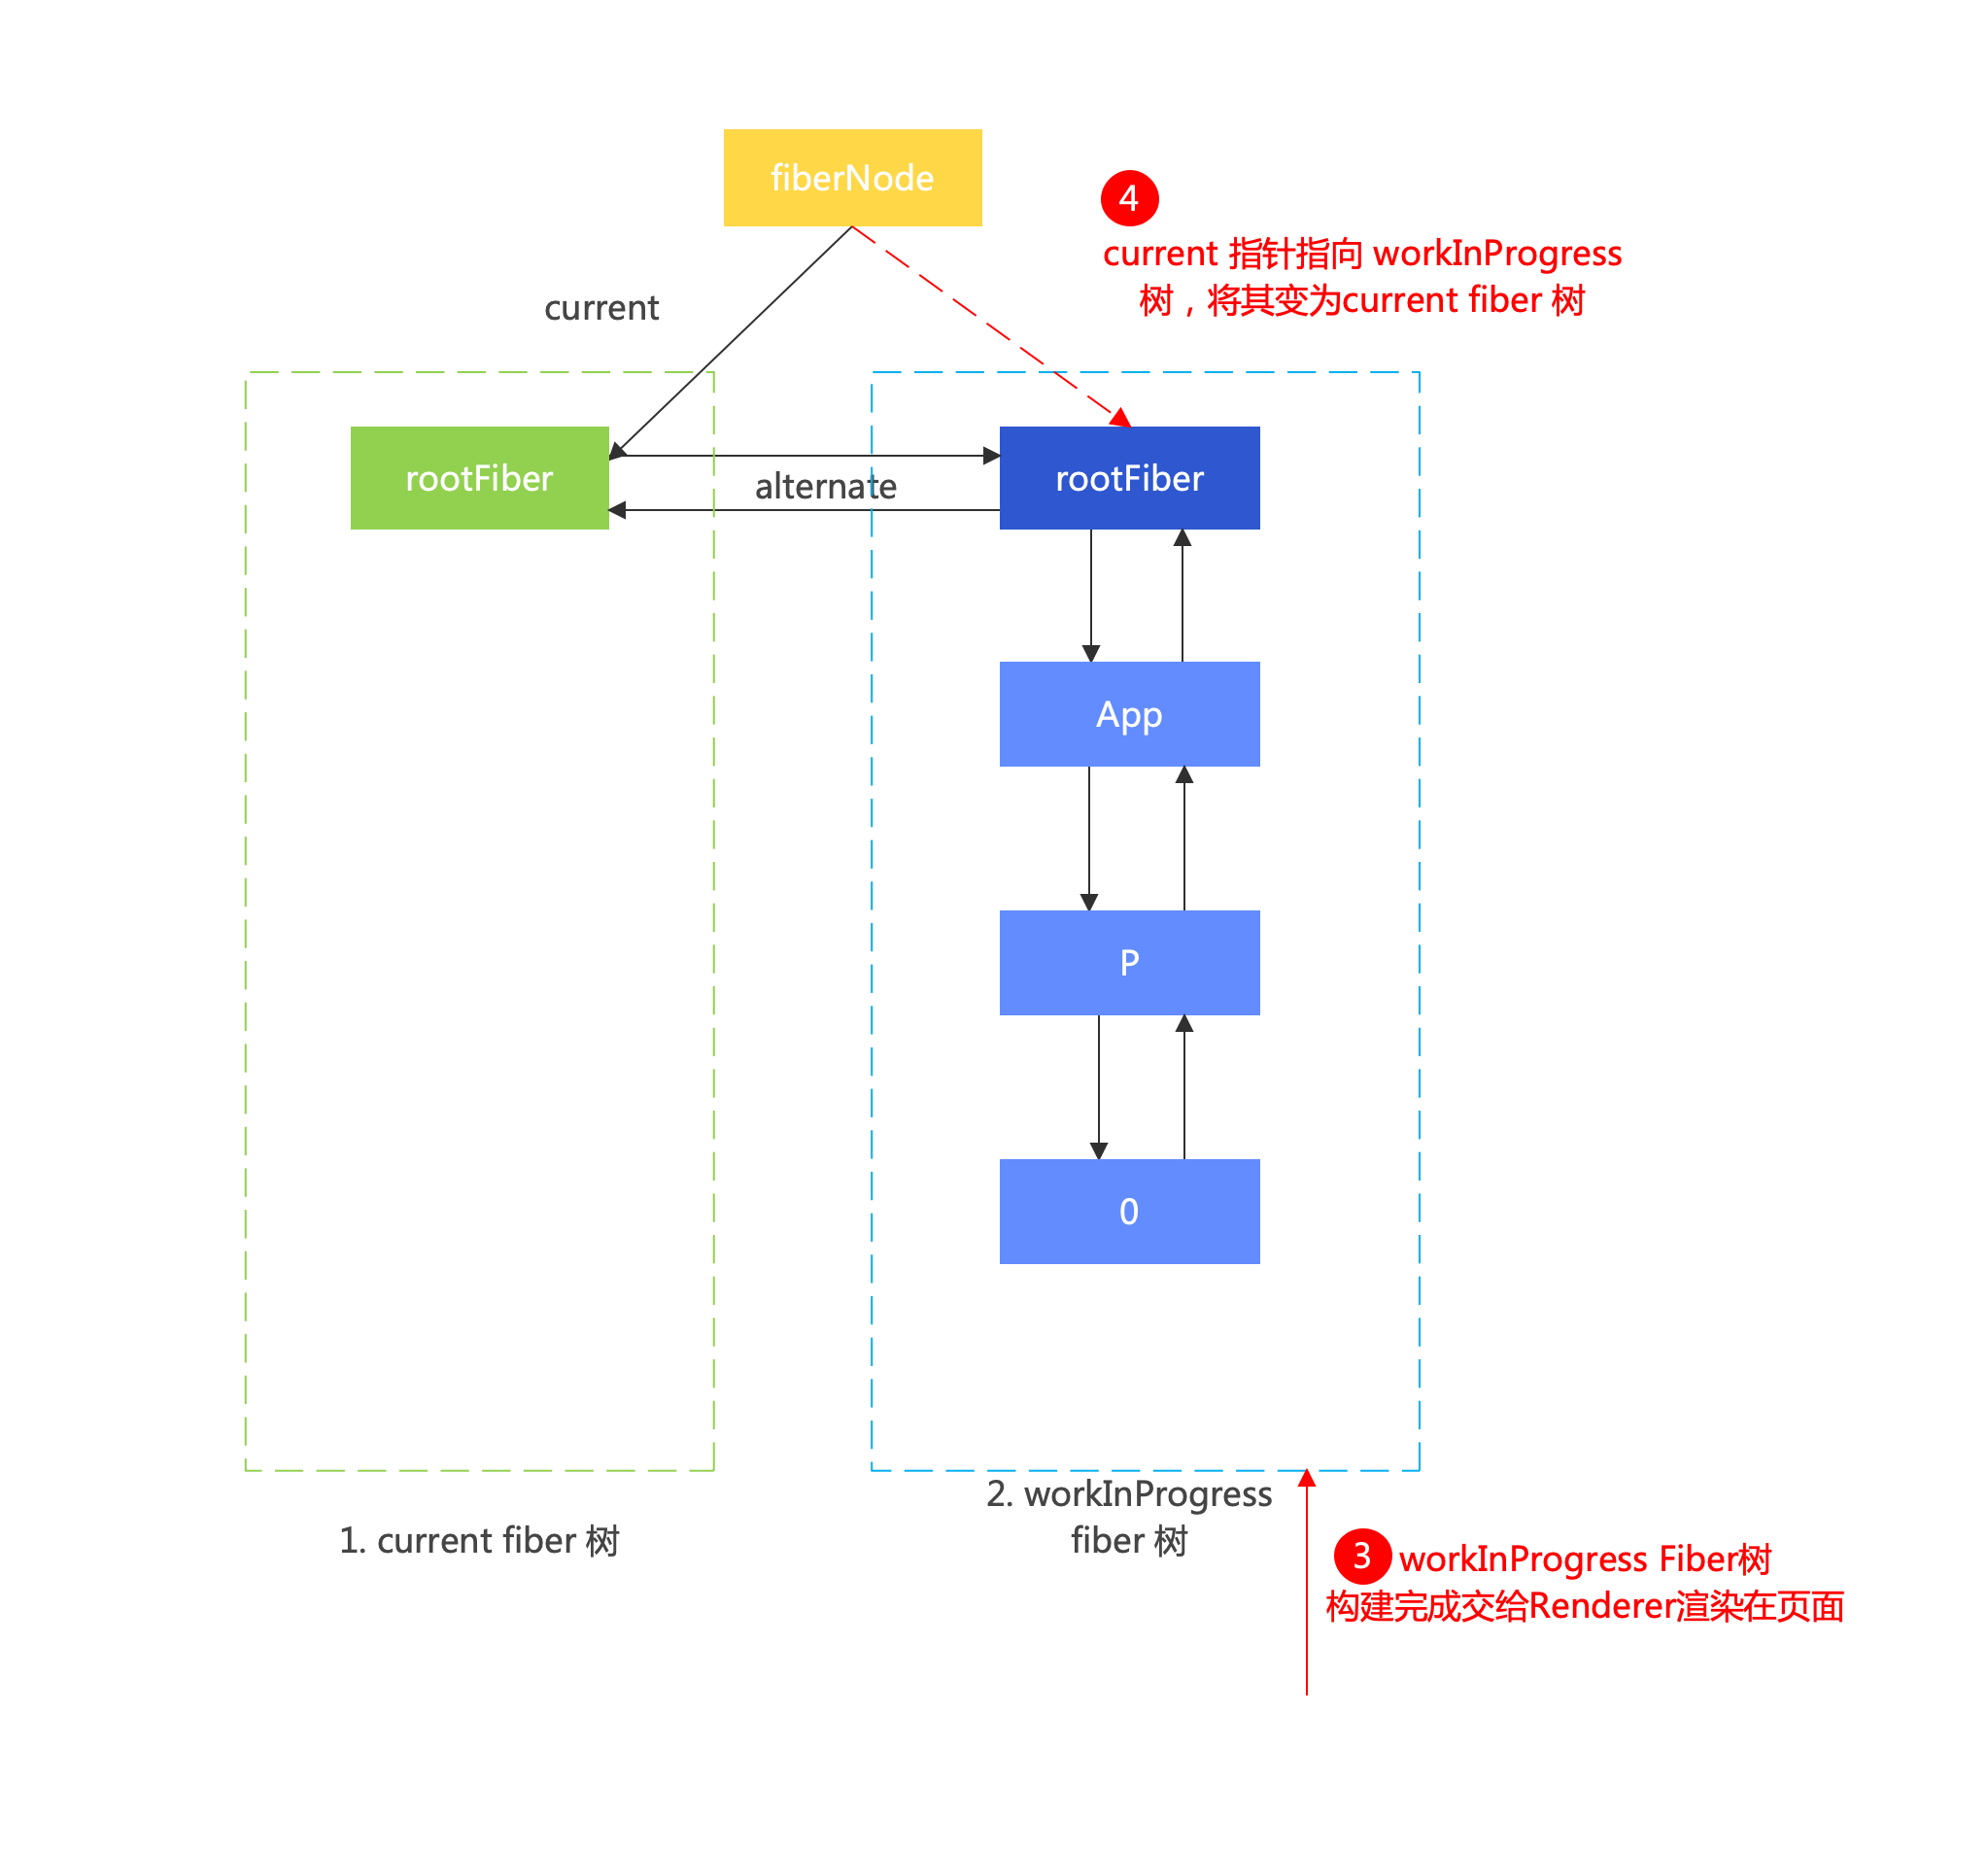 fiberNode
4
current 指针指向 workInProgress
树，将其变为current fiber 树
current
rootFiber
alternate
rootFiber
App
P
0
1. current fiber 树
2. workInProgress
fiber 树
3 workInProgress Fiber树
构建完成交给Renderer渲染在页面